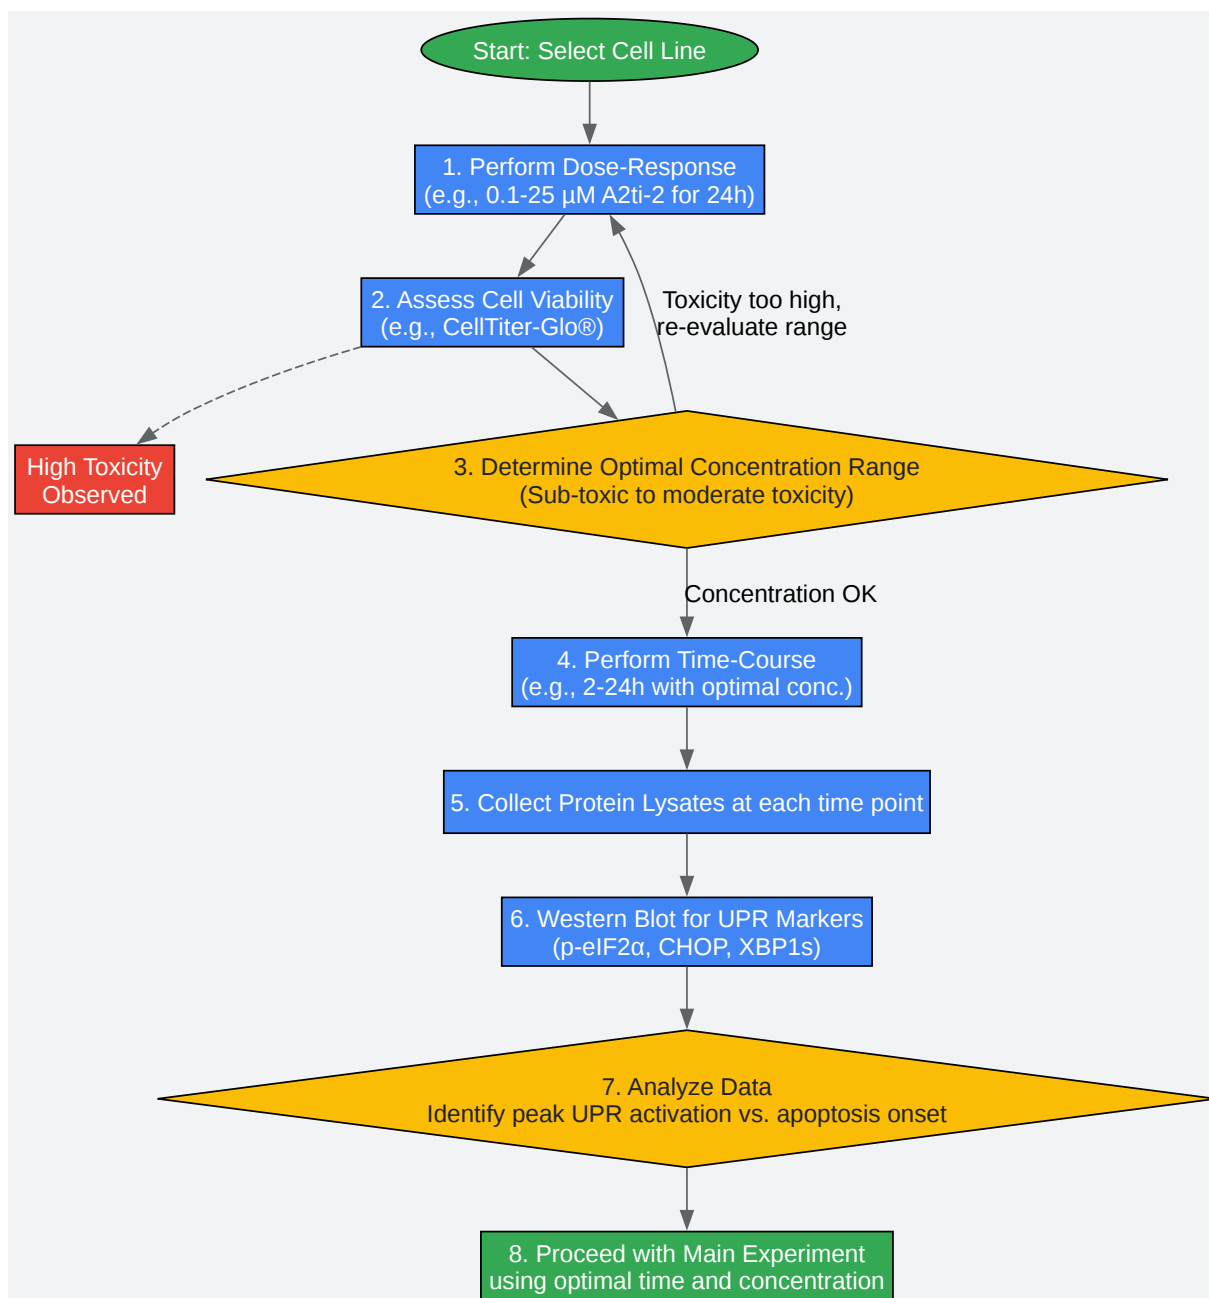 Start: Select Cell Line
1. Perform Dose-Response
(e.g., 0.1-25 µM A2ti-2 for 24h)
2. Assess Cell Viability
(e.g., CellTiter-Glo®)
Toxicity too high,
re-evaluate range
High Toxicity
Observed
3. Determine Optimal Concentration Range
(Sub-toxic to moderate toxicity)
Concentration OK
4. Perform Time-Course
(e.g., 2-24h with optimal conc.)
5. Collect Protein Lysates at each time point
6. Western Blot for UPR Markers
(p-eIF2α, CHOP, XBP1s)
7. Analyze Data
Identify peak UPR activation vs. apoptosis onset
8. Proceed with Main Experiment
using optimal time and concentration